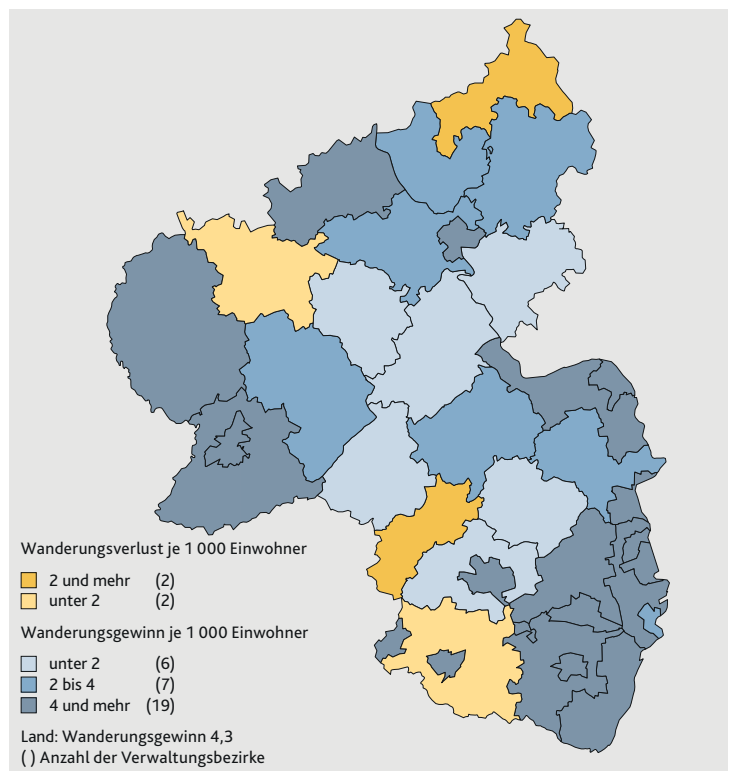 Wanderungsverlust je 1 000 Einwohner
2 und mehr (2)
unter 2 (2)
Wanderungsgewinn je 1 000 Einwohner
unter 2 (6)
2 bis 4 (7)
4 und mehr (19)
Land: Wanderungsgewinn 4,3
( ) Anzahl der Verwaltungsbezirke